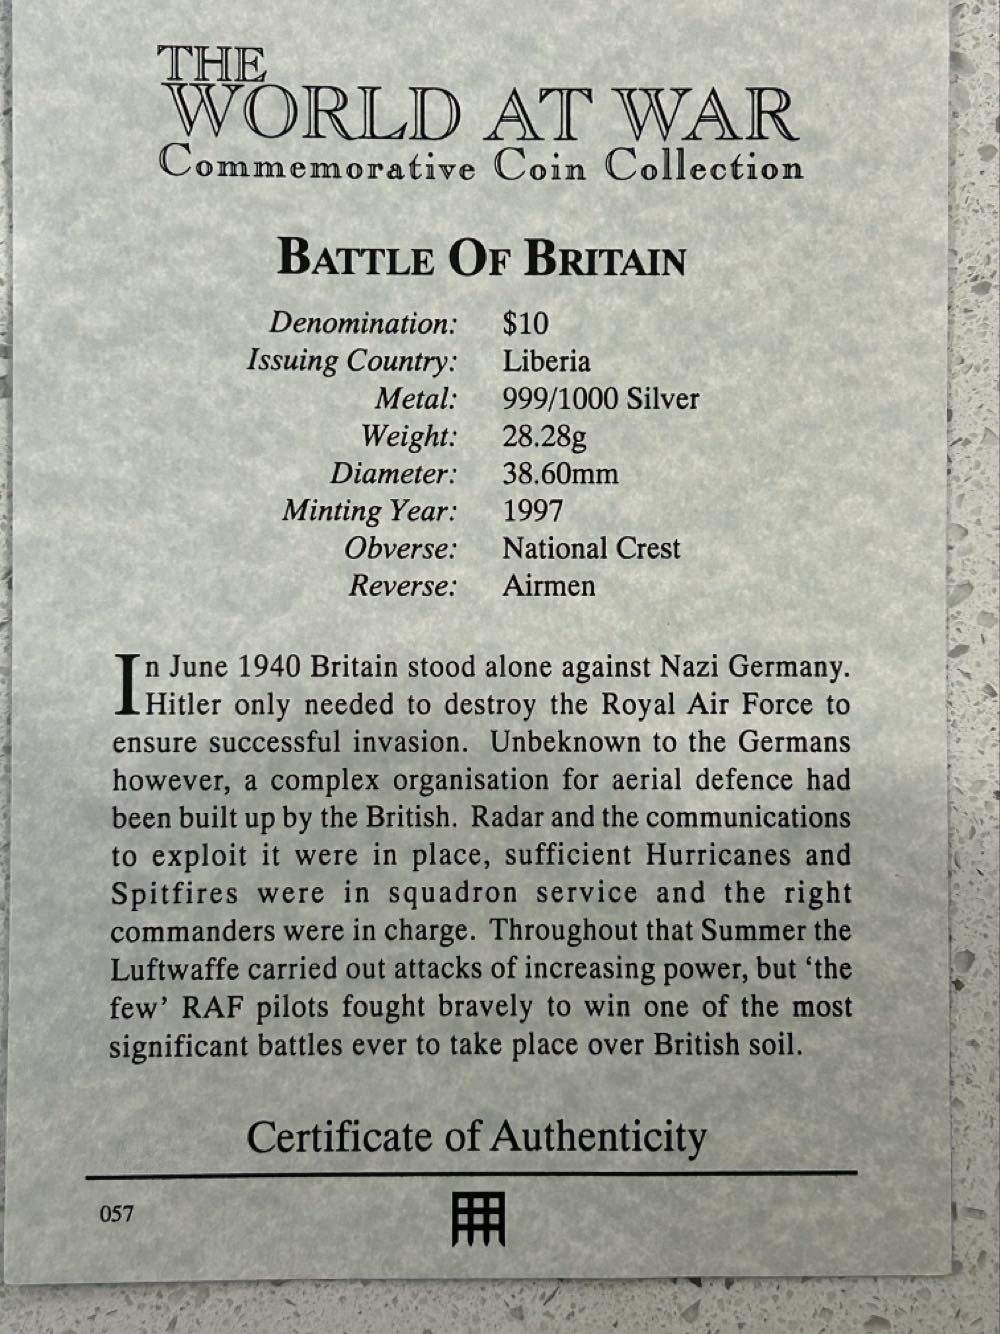 THE
WORLD AT WAR
Commemorative Coin Collection
BATTLE OF BRITAIN
Denomination: $10
Issuing Country: Liberia
Metal: 999/1000 Silver
Weight: 28.28g
Diameter: 38.60mm
Minting Year: 1997
Obverse: National Crest
Reverse: Airmen
In June 1940 Britain stood alone against Nazi Germany.
Hitler only needed to destroy the Royal Air Force to
ensure successful invasion. Unbeknown to the Germans
however, a complex organisation for aerial defence had
been built up by the British. Radar and the communications
to exploit it were in place, sufficient Hurricanes and
Spitfires were in squadron service and the right
commanders were in charge. Throughout that Summer the
Luftwaffe carried out attacks of increasing power, but ‘the
few’ RAF pilots fought bravely to win one of the most
significant battles ever to take place over British soil.
Certificate of Authenticity
057